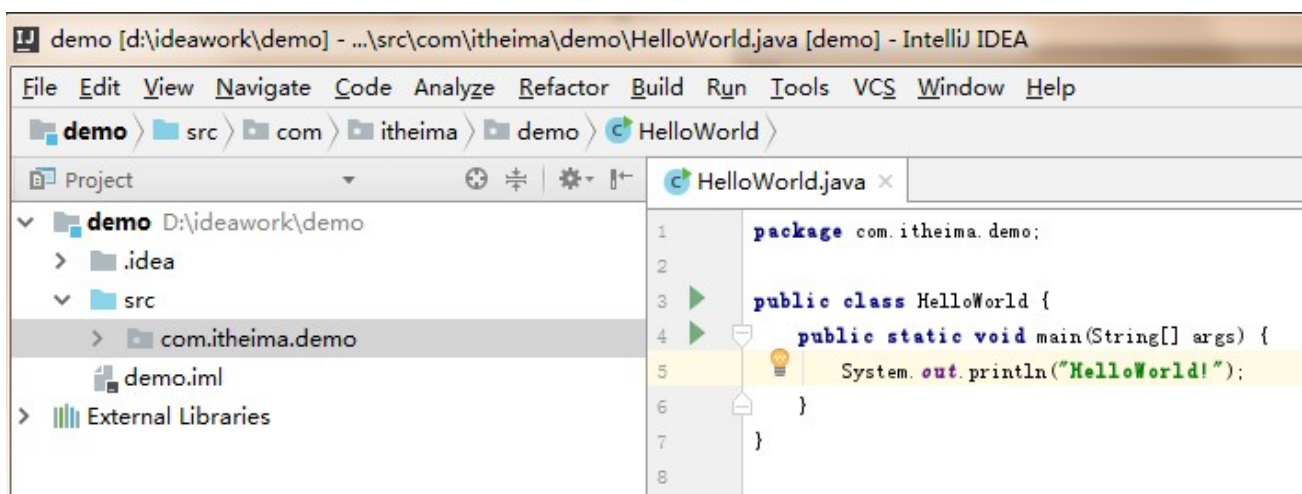 demo [d:\ideawork\demo] - ...\src\com\itheima\demo\HelloWorld.java [demo] - IntelliJ IDEA
File Edit View Navigate Code Analyze Refactor Build Run Tools VCS Window Help
demo src com itheima demo HelloWorld
Project
HelloWorld.java
demo D:\ideawork\demo
.idea
src
com.itheima.demo
demo.iml
External Libraries
1 package com.itheima.demo;
2
3 public class HelloWorld {
4 public static void main(String[] args) {
5 System.out.println("HelloWorld!");
6 }
7 }
8